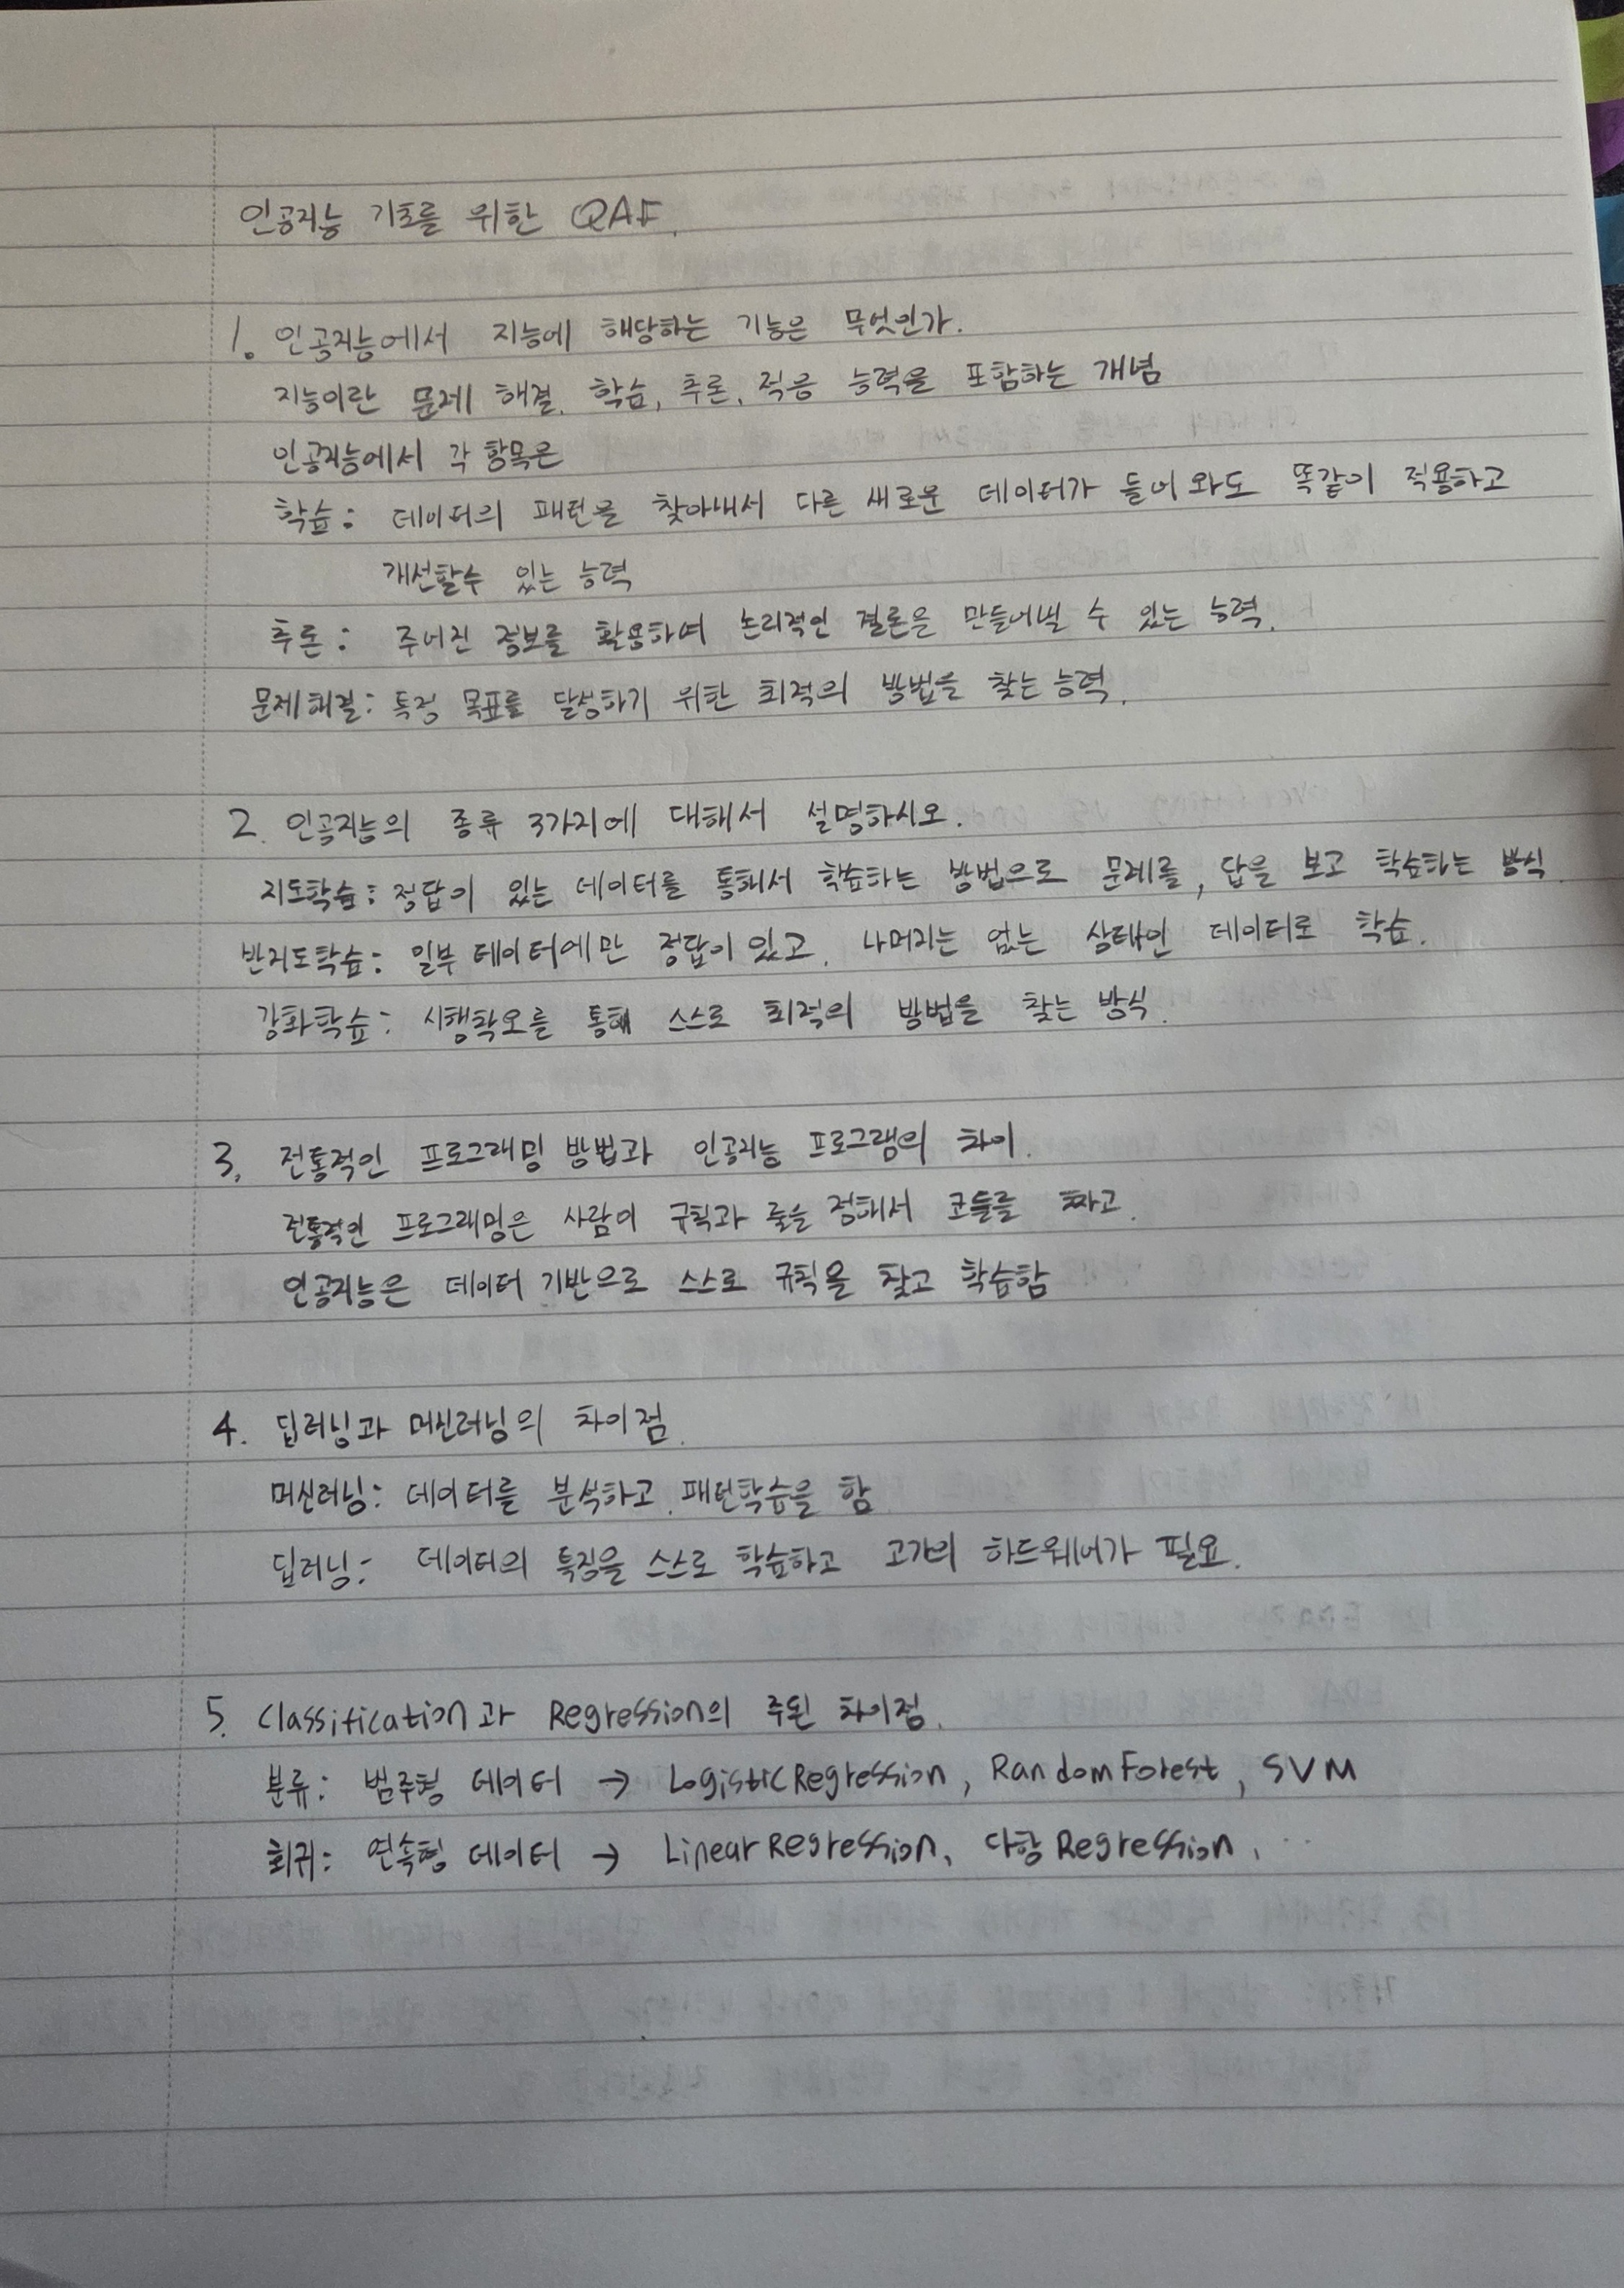 인공지능 기초를 위한 QAF.
1. 인공지능에서 지능에 해당하는 기능은 무엇인가.
지능이란 문제 해결, 학습, 추론, 적응 능력을 포함하는 개념
인공지능에서 각 항목은
학습: 데이터의 패턴을 찾아내서 다른 새로운 데이터가 들어 와도 똑같이 적용하고
개선할수 있는 능력
추론: 주어진 정보를 활용하여 논리적인 결론을 만들어낼 수 있는 능력.
문제해결: 특정 목표를 달성하기 위한 최적의 방법을 찾는 능력.
2. 인공지능의 종류 3가지에 대해서 설명하시오.
지도학습: 정답이 있는 데이터를 통해서 학습하는 방법으로 문제를, 답을 보고 학습하는 방식.
반지도학습: 일부 데이터에만 정답이 있고, 나머지는 없는 상태인 데이터로 학습.
강화학습: 시행착오를 통해 스스로 최적의 방법을 찾는 방식.
3. 전통적인 프로그래밍 방법과 인공지능 프로그램의 차이.
전통적인 프로그래밍은 사람이 규칙과 룰을 정해서 코들를 짜고.
인공지능은 데이터 기반으로 스스로 규칙을 찾고 학습함
4. 딥러닝과 머신러닝의 차이점.
머신러닝: 데이터를 분석하고, 패턴학습을 함
딥러닝: 데이터의 특징을 스스로 학습하고 고가의 하드웨어가 필요.
5. Classification과 Regression의 주된 차이점.
분류: 범주형 데이터 → LogisticRegression, RandomForest, SVM
회귀: 연속형 데이터 → LinearRegression, 다항 Regression, ..